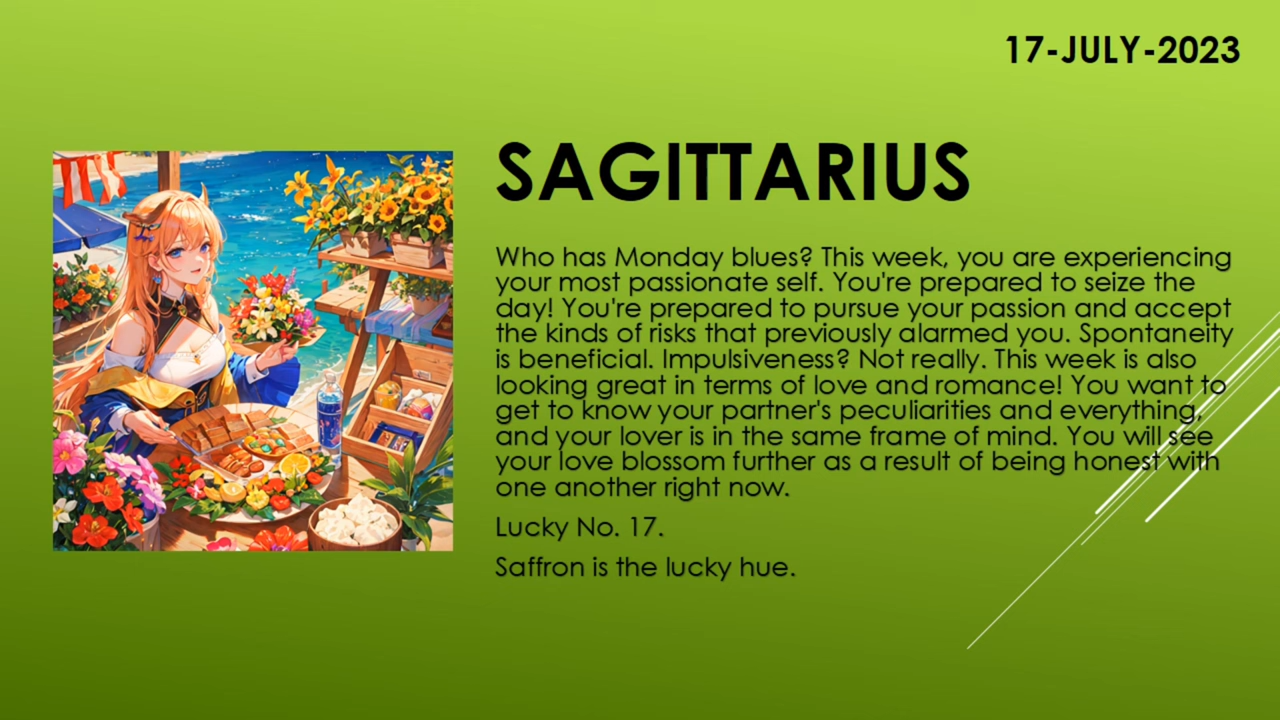 17-JULY-2023
SAGITTARIUS
Who has Monday blues? This week, you are experiencing
your most passionate self. You're prepared to seize the
day! You're prepared to pursue your passion and accept
the kinds of risks that previously alarmed you. Spontaneity
is beneficial. Impulsiveness? Not really. This week is also
looking great in terms of love and romance! You want to
get to know your partner's peculiarities and everything,
and your lover is in the same frame of mind. You will see
your love blossom further as a result of being honest with
one another right now.
Lucky No. 17.
Saffron is the lucky hue.